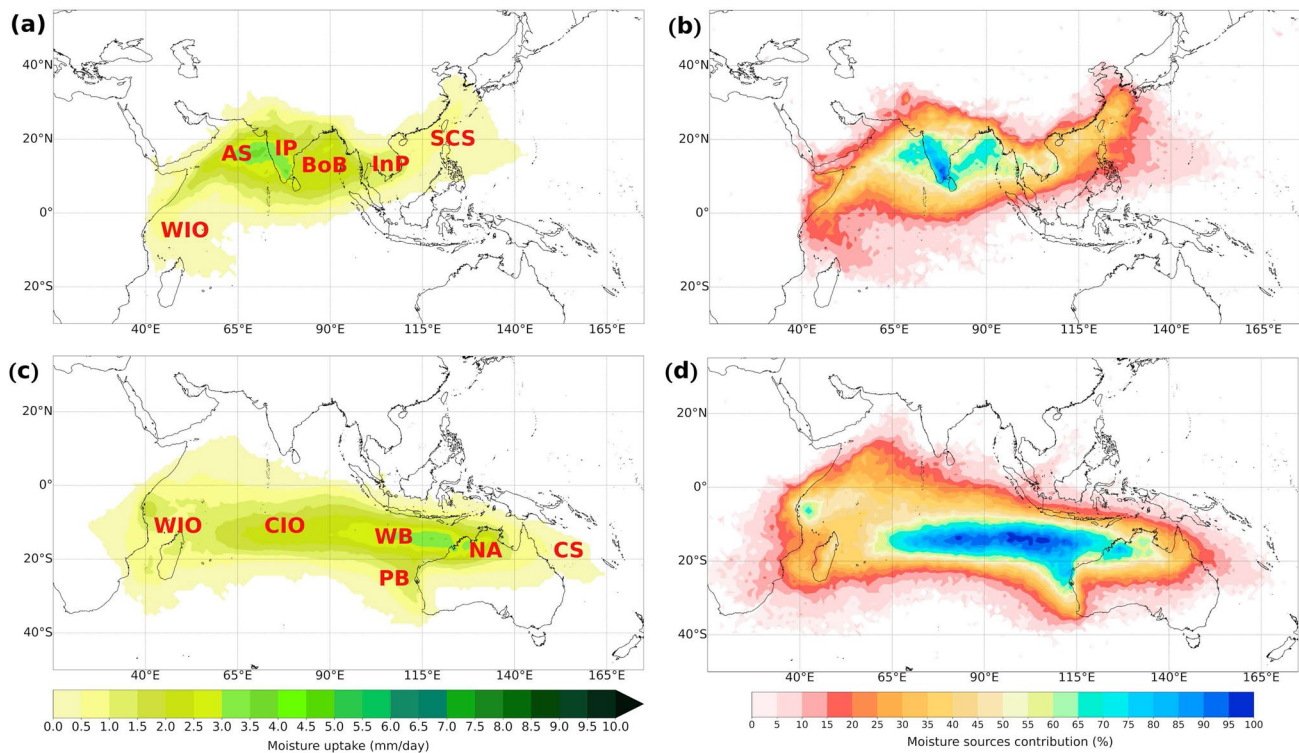 (a)
40°N
20°N
0°
20°S
AS
IP
BoB
InP
SCS
WIO
40°E
65°E
90°E
115°E
140°E
165°E
(b)
40°N
20°N
0°
20°S
40°E
65°E
90°E
115°E
140°E
165°E
(c)
20°N
0°
20°S
40°S
WIO
CIO
WB
NA
CS
PB
40°E
65°E
90°E
115°E
140°E
165°E
(d)
20°N
0°
20°S
40°S
40°E
65°E
90°E
115°E
140°E
165°E
0.0 0.5 1.0 1.5 2.0 2.5 3.0 3.5 4.0 4.5 5.0 5.5 6.0 6.5 7.0 7.5 8.0 8.5 9.0 9.5 10.0
Moisture uptake (mm/day)
0 5 10 15 20 25 30 35 40 45 50 55 60 65 70 75 80 85 90 95 100
Moisture sources contribution (%)